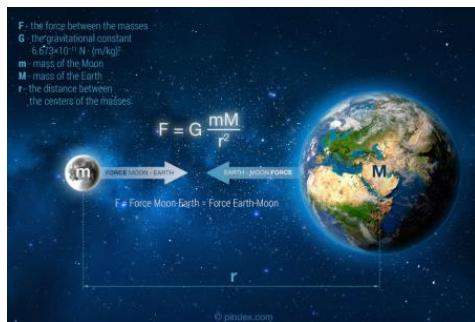 F - the force between the masses
G - the gravitational constant
6.673×10⁻¹¹ N · (m/kg)²
m - mass of the Moon
M - mass of the Earth
r - the distance between
the centers of the masses
F = G mM
r²
m
FORCE MOON - EARTH
EARTH - MOON FORCE
M
F = Force Moon-Earth = Force Earth-Moon
r
© pindex.com